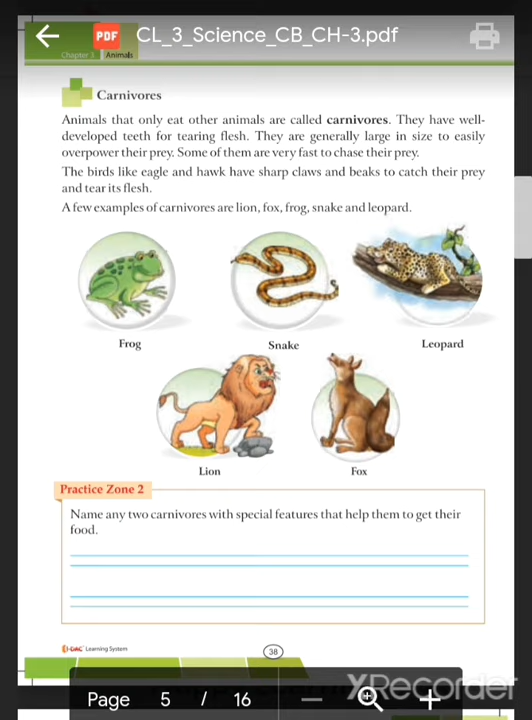 PDF CL_3_Science_CB_CH-3.pdf
Chapter 3 Animals
Carnivores
Animals that only eat other animals are called carnivores. They have well-
developed teeth for tearing flesh. They are generally large in size to easily
overpower their prey. Some of them are very fast to chase their prey.
The birds like eagle and hawk have sharp claws and beaks to catch their prey
and tear its flesh.
A few examples of carnivores are lion, fox, frog, snake and leopard.
Frog
Snake
Leopard
Lion
Fox
Practice Zone 2
Name any two carnivores with special features that help them to get their
food.
Learning System
38
Page 5 / 16
XRecorder